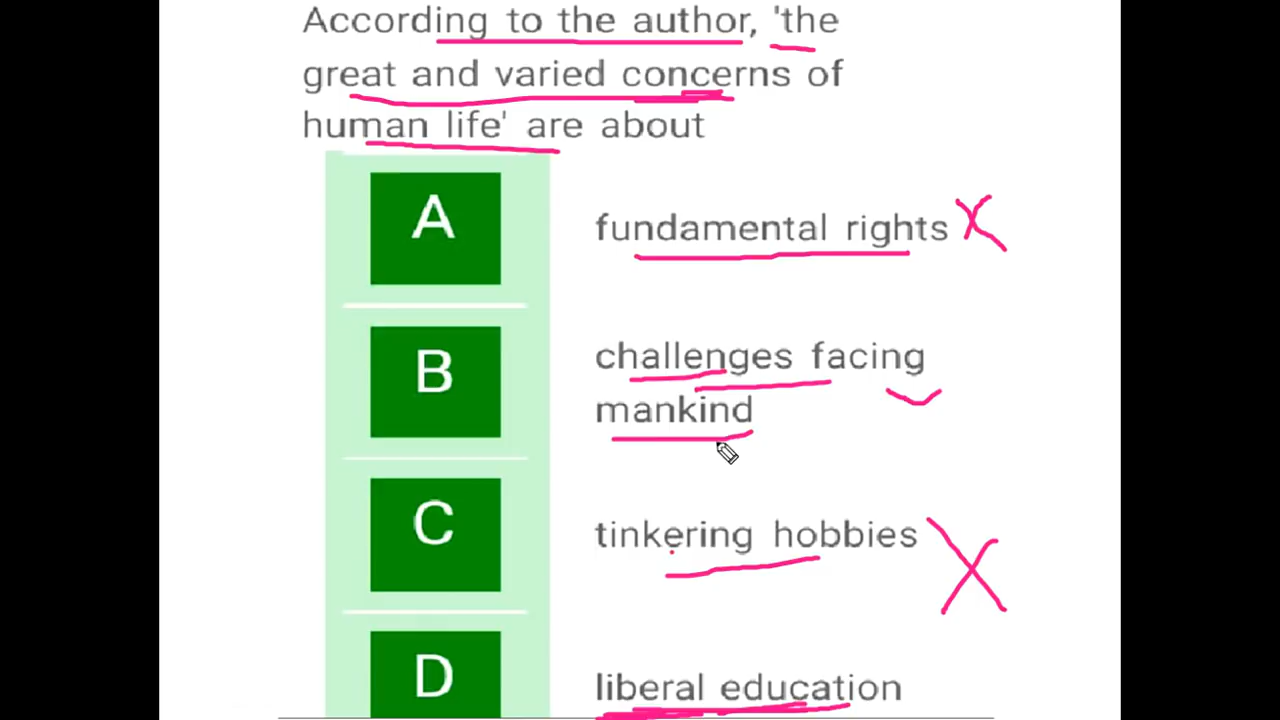 According to the author, 'the
great and varied concerns of
human life' are about
A
fundamental rights
B
challenges facing
mankind
C
tinkering hobbies
D
liberal education